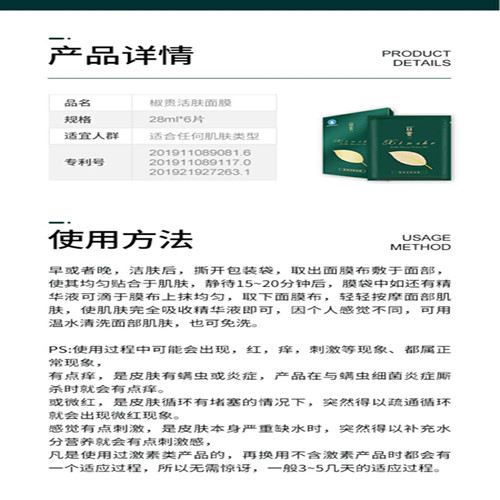 产品详情
PRODUCT
DETAILS
品名 椒贵活肤面膜
规格 28ml*6片
适宜人群 适合任何肌肤类型
专利号 201911089081.6
201911089117.0
201921927263.1
使用方法
USAGE
METHOD
早或者晚，洁肤后，撕开包装袋，取出面膜布敷于面部，
使其均匀贴合于肌肤，静待15~20分钟后，膜袋中如还有精
华液可滴于膜布上抹均匀，取下面膜布，轻轻按摩面部肌
肤，使肌肤完全吸收精华液即可，因个人感觉不同，可用
温水清洗面部肌肤，也可免洗。
PS:使用过程中可能会出现，红，痒，刺激等现象、都属正
常现象，
有点痒，是皮肤有螨虫或炎症，产品在与螨虫细菌炎症厮
杀时就会有点痒。
或微红，是皮肤循环有堵塞的情况下，突然得以疏通循环
就会出现微红现象。
感觉有点刺激，是皮肤本身严重缺水时，突然得以补充水
分营养就会有点刺激感，
凡是使用过激素类产品的，再换用不含激素产品时都会有
一个适应过程，所以无需惊讶，一般3~5几天的适应过程。